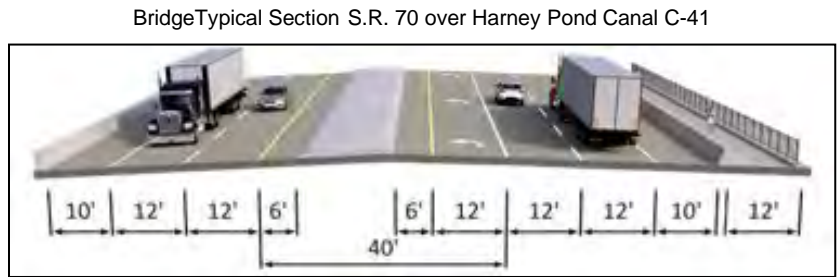 BridgeTypical Section S.R. 70 over Harney Pond Canal C-41
10' 12' 12' 6' 6' 12' 12' 12' 10' 12'
40'